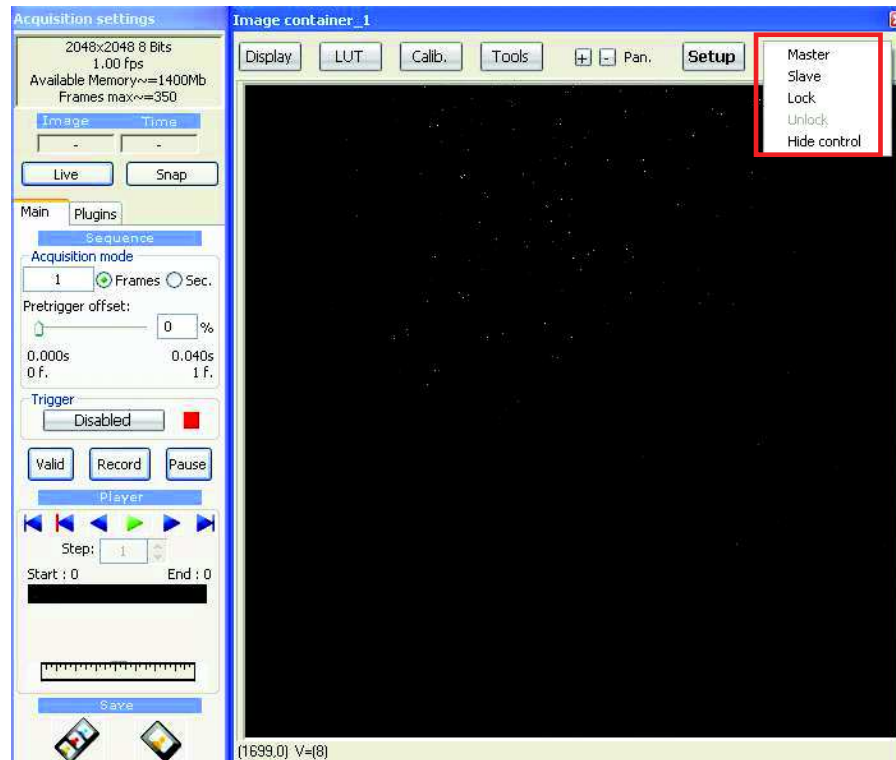 Acquisition settings
2048x2048 8 Bits
1.00 fps
Available Memory~=1400Mb
Frames max~=350
Image Time
- -
Live Snap
Main Plugins
Sequence
Acquisition mode
1 Frames Sec.
Pretrigger offset:
0 %
0.000s 0.040s
0 f. 1 f.
Trigger
Disabled
Valid Record Pause
Player
Step: 1
Start : 0 End : 0
Save
Image container_1
Display LUT Calib. Tools + - Pan. Setup
Master
Slave
Lock
Unlock
Hide control
(1699,0) V=(8)